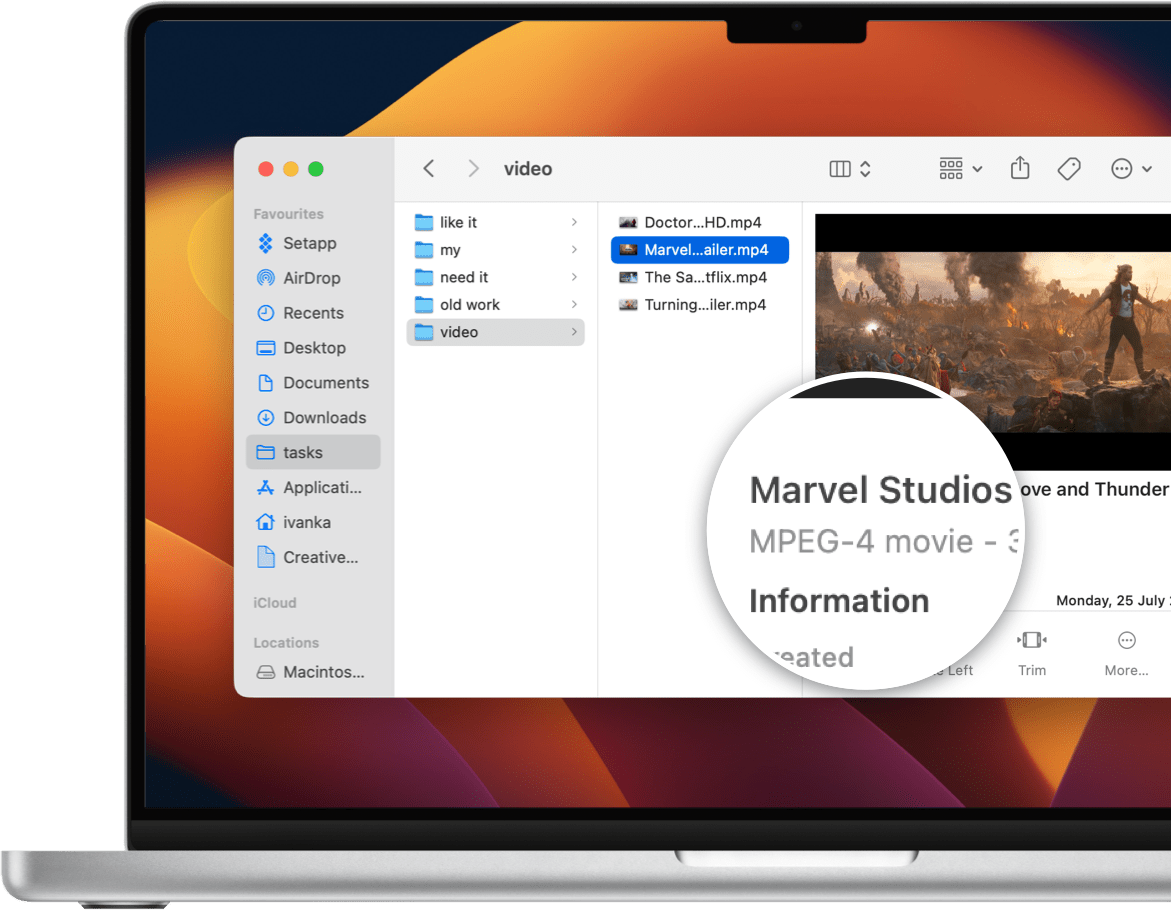 video
Favourites
Setapp
AirDrop
Recents
Desktop
Documents
Downloads
tasks
Applicati...
ivanka
Creative...
iCloud
Locations
Macintos...
like it
my
need it
old work
video
Doctor...HD.mp4
Marvel...ailer.mp4
The Sa...tflix.mp4
Turning...iler.mp4
Marvel Studios ove and Thunder
MPEG-4 movie - 3
Information
Monday, 25 July
eated
Left
Trim
More...